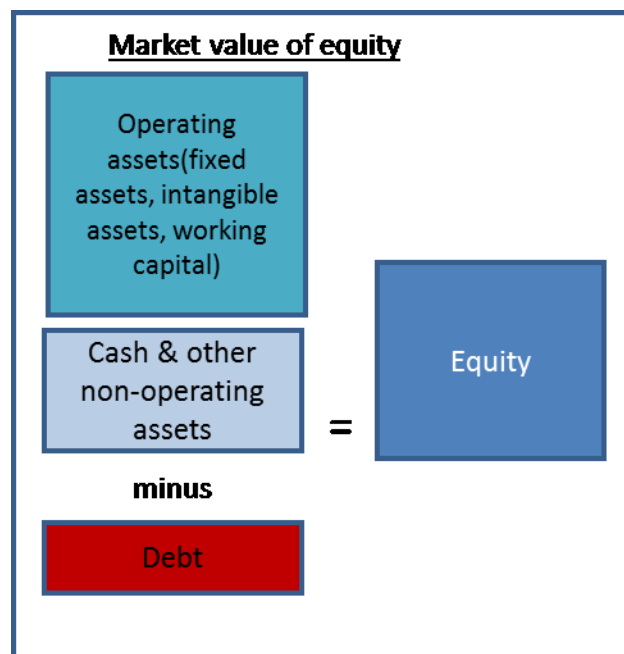 Market value of equity
Operating
assets(fixed
assets, intangible
assets, working
capital)
Cash & other
non-operating
assets
=
Equity
minus
Debt